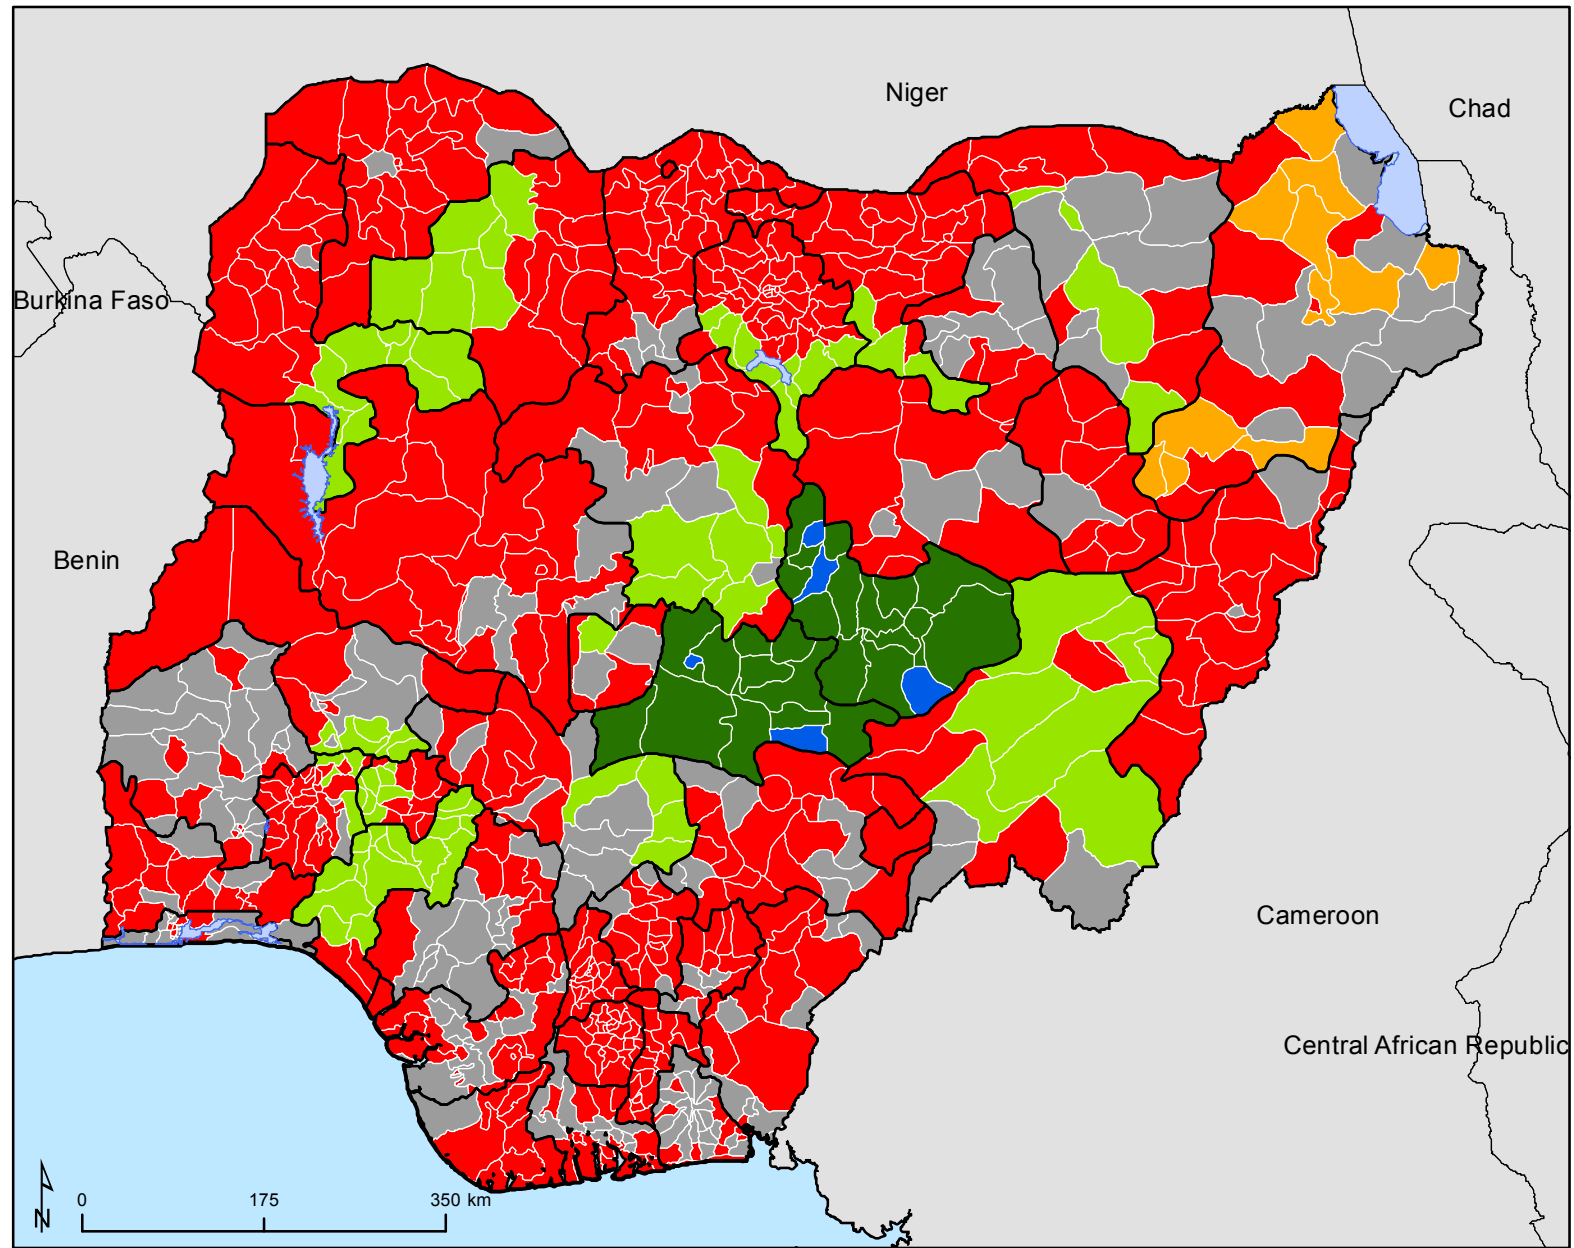 Niger
Chad
Burkina Faso
Benin
Cameroon
Central African Republic
0 175 350 km
N